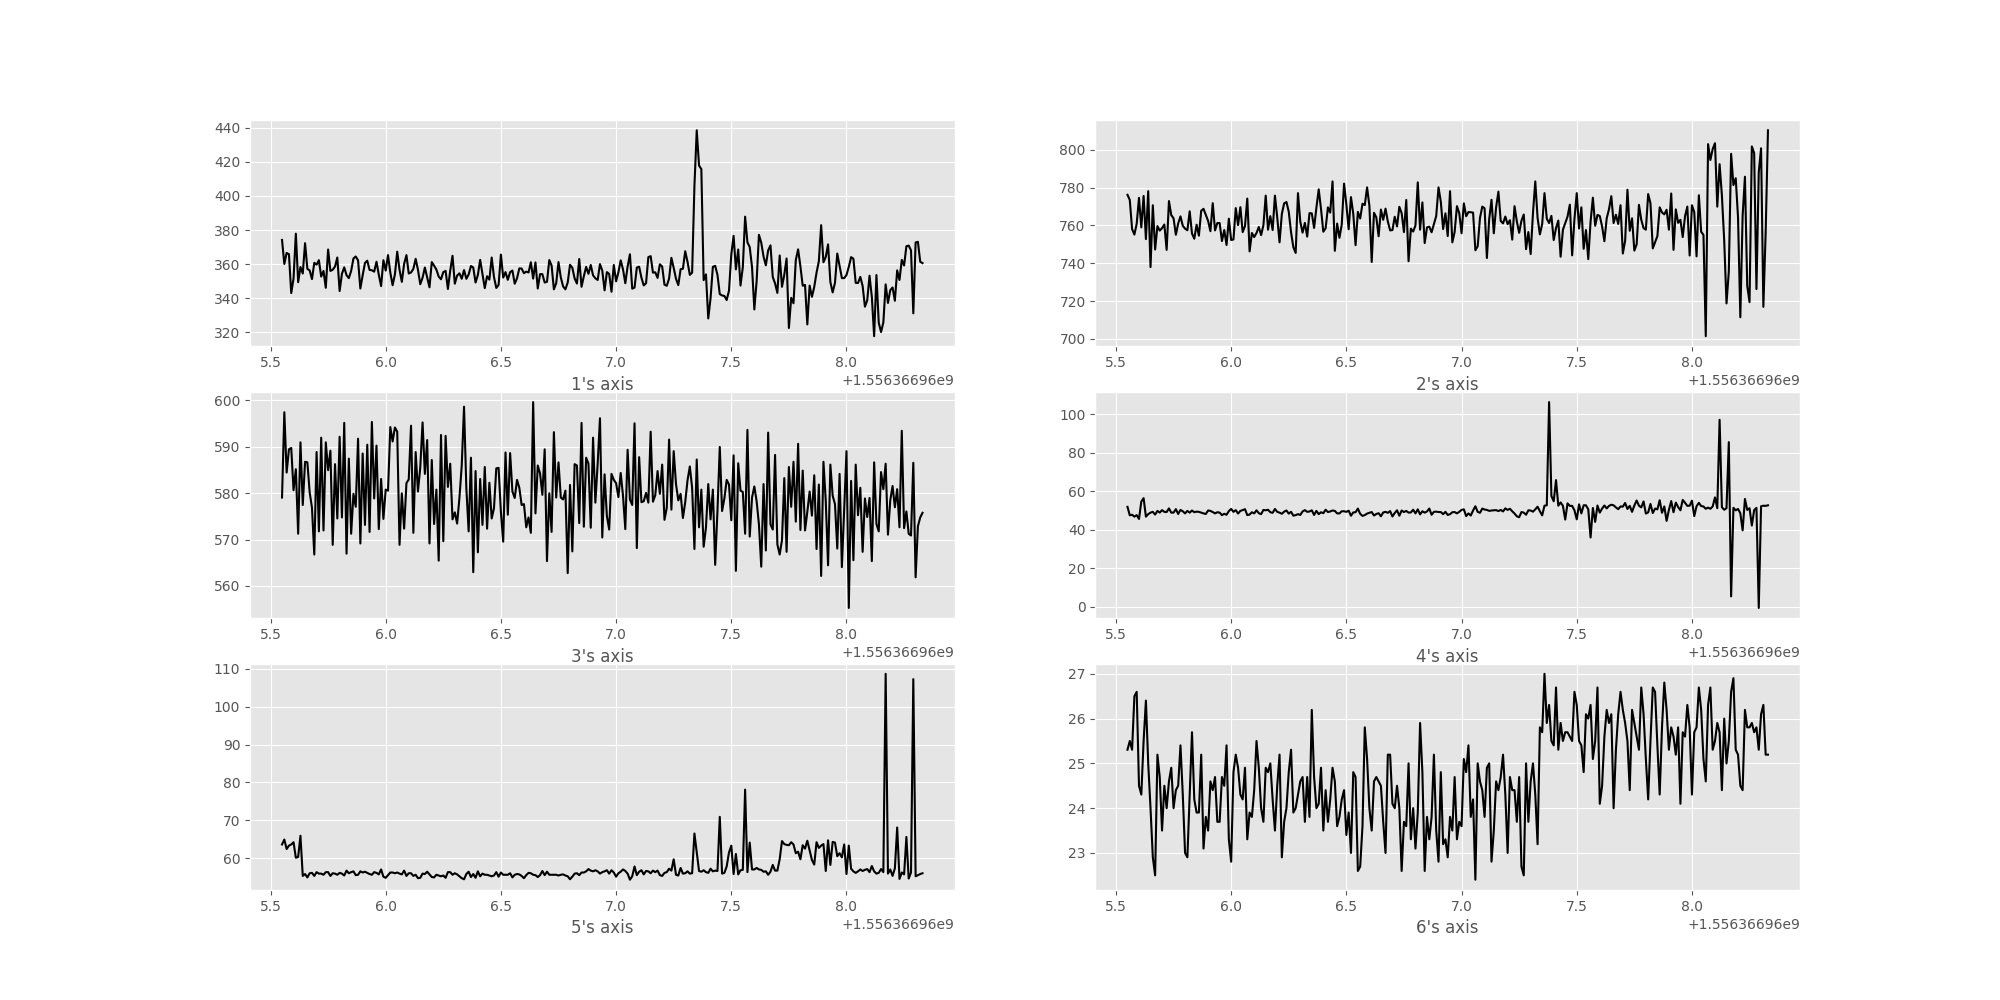 440
420
400
380
360
340
320
5.5 6.0 6.5 7.0 7.5 8.0
1's axis +1.55636696e9
800
780
760
740
720
700
5.5 6.0 6.5 7.0 7.5 8.0
2's axis +1.55636696e9
600
590
580
570
560
5.5 6.0 6.5 7.0 7.5 8.0
3's axis +1.55636696e9
100
80
60
40
20
0
5.5 6.0 6.5 7.0 7.5 8.0
4's axis +1.55636696e9
110
100
90
80
70
60
5.5 6.0 6.5 7.0 7.5 8.0
5's axis +1.55636696e9
27
26
25
24
23
5.5 6.0 6.5 7.0 7.5 8.0
6's axis +1.55636696e9